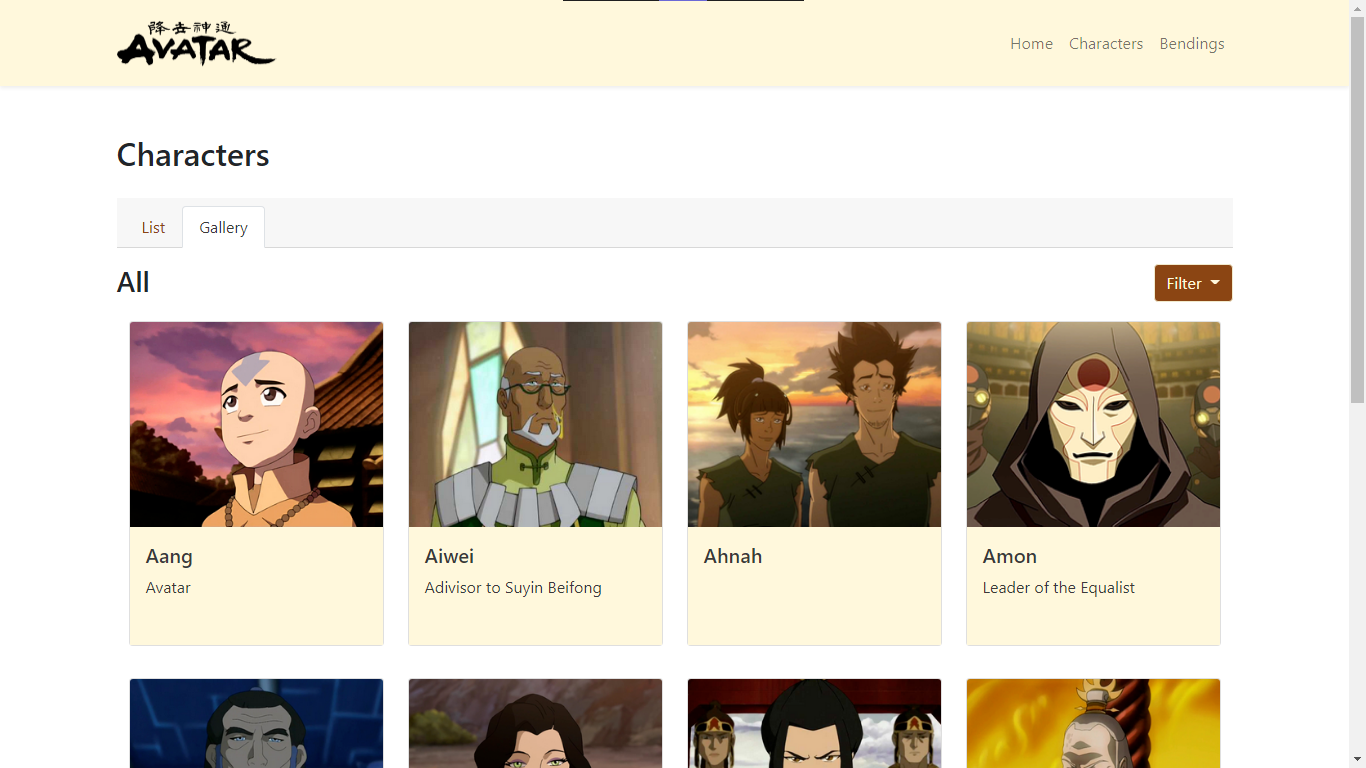 降世神通
AVATAR
Home Characters Bendings
Characters
List Gallery
All
Filter
Aang
Avatar
Aiwei
Adivisor to Suyin Beifong
Ahnah
Amon
Leader of the Equalist